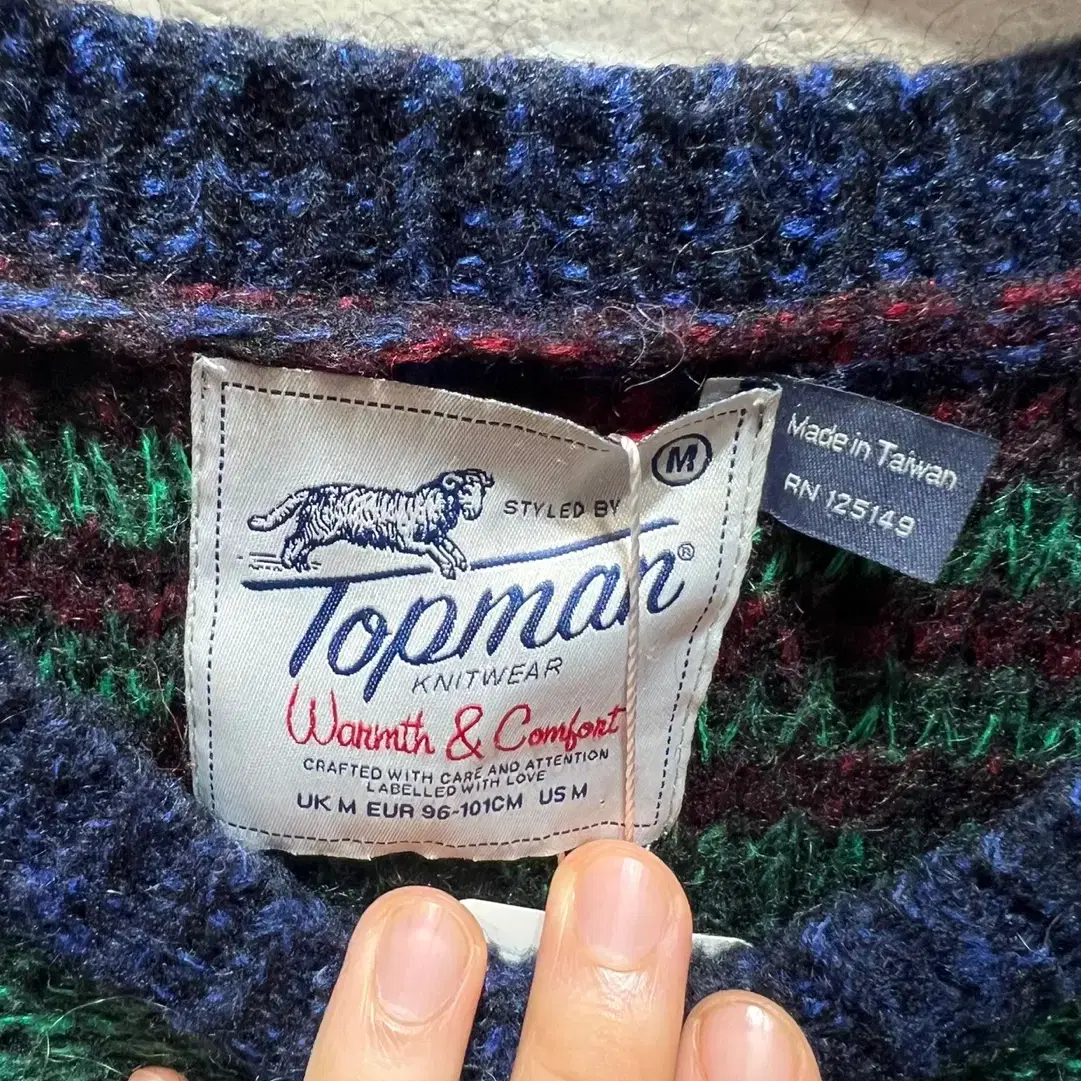 M
STYLED BY
Topman®
KNITWEAR
Warmth & Comfort
CRAFTED WITH CARE AND ATTENTION
LABELLED WITH LOVE
UK M EUR 96-101CM US M
Made in Taiwan
RN 125149